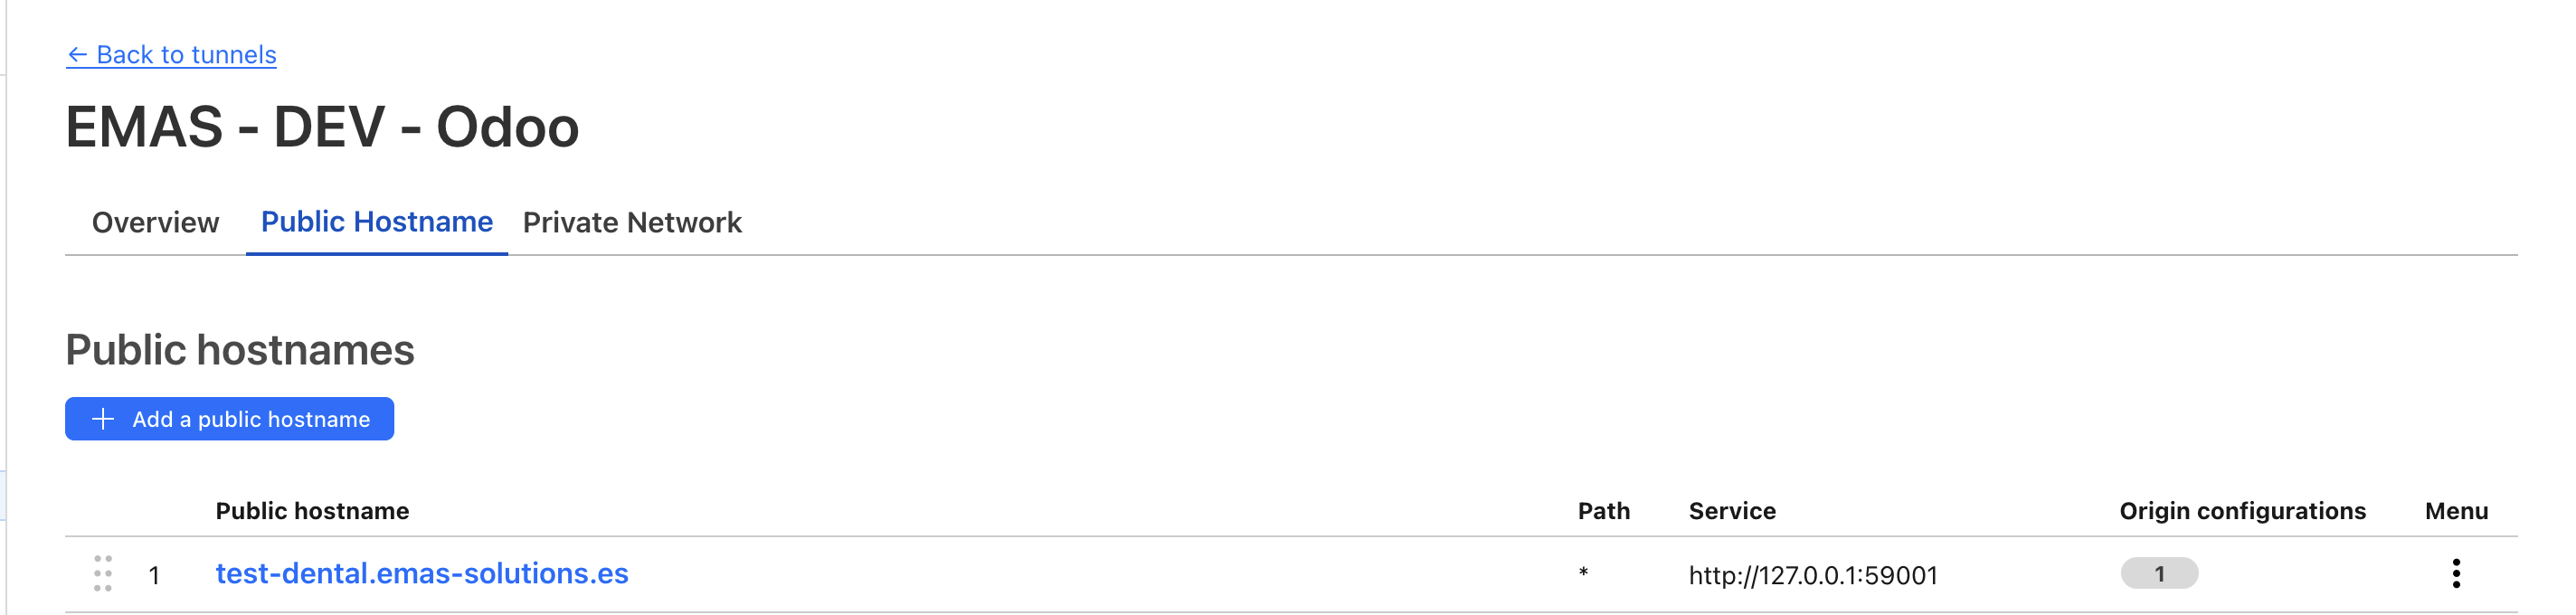 ← Back to tunnels
EMAS - DEV - Odoo
Overview Public Hostname Private Network
Public hostnames
+ Add a public hostname
Public hostname Path Service Origin configurations Menu
1 test-dental.emas-solutions.es * http://127.0.0.1:59001 1